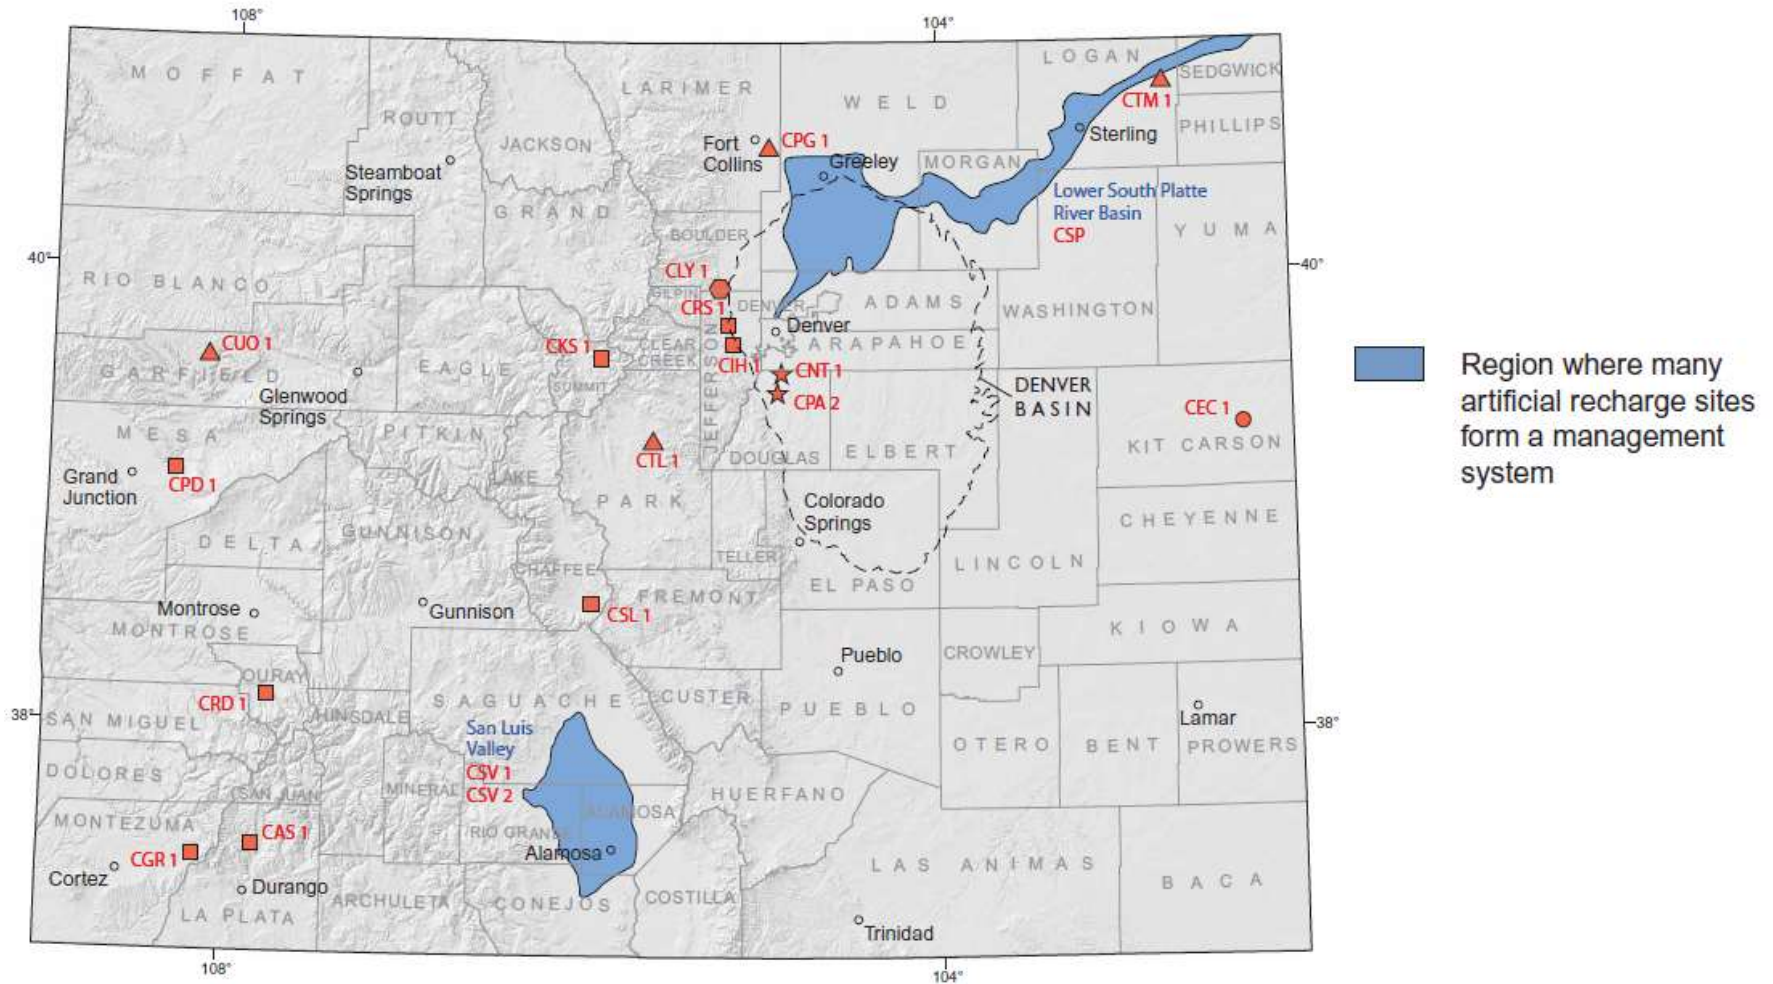 108°
104°
MOFFAT
ROUTT
JACKSON
LARIMER
WELD
LOGAN
SEDGWICK
CTM 1
PHILLIPS
Sterling
Fort
Collins
CPG 1
Greeley
MORGAN
Steamboat
Springs
GRAND
Lower South Platte
River Basin
CSP
YUMA
BOULDER
40°
40°
RIO BLANCO
CLY 1
GILPIN
CRS 1
DENVER
ADAMS
WASHINGTON
Denver
CUO 1
GARFIELD
EAGLE
CKS 1
SUMMIT
CLEAR
CREEK
JEFFERSON
CIH 1
ARAPAHOE
CNT 1
CPA 2
DENVER
BASIN
Glenwood
Springs
CEC 1
KIT CARSON
MESA
PITKIN
CTL 1
DOUGLAS
ELBERT
Grand
Junction
CPD 1
LAKE
PARK
Colorado
Springs
CHEYENNE
DELTA
GUNNISON
TELLER
CHAFFEE
LINCOLN
EL PASO
Montrose
MONTROSE
Gunnison
FREMONT
CSL 1
KIOWA
Pueblo
CROWLEY
OURAY
CRD 1
SAGUACHE
CUSTER
PUEBLO
38°
38°
SAN MIGUEL
HINSDALE
San Luis
Valley
CSV 1
CSV 2
Lamar
OTERO
BENT
PROWERS
DOLORES
SAN JUAN
MINERAL
ALAMOSA
HUERFANO
MONTEZUMA
CAS 1
RIO GRANDE
CGR 1
Alamosa
Cortez
Durango
LAS ANIMAS
BACA
LA PLATA
ARCHULETA
CONEJOS
COSTILLA
Trinidad
108°
104°
Region where many
artificial recharge sites
form a management
system